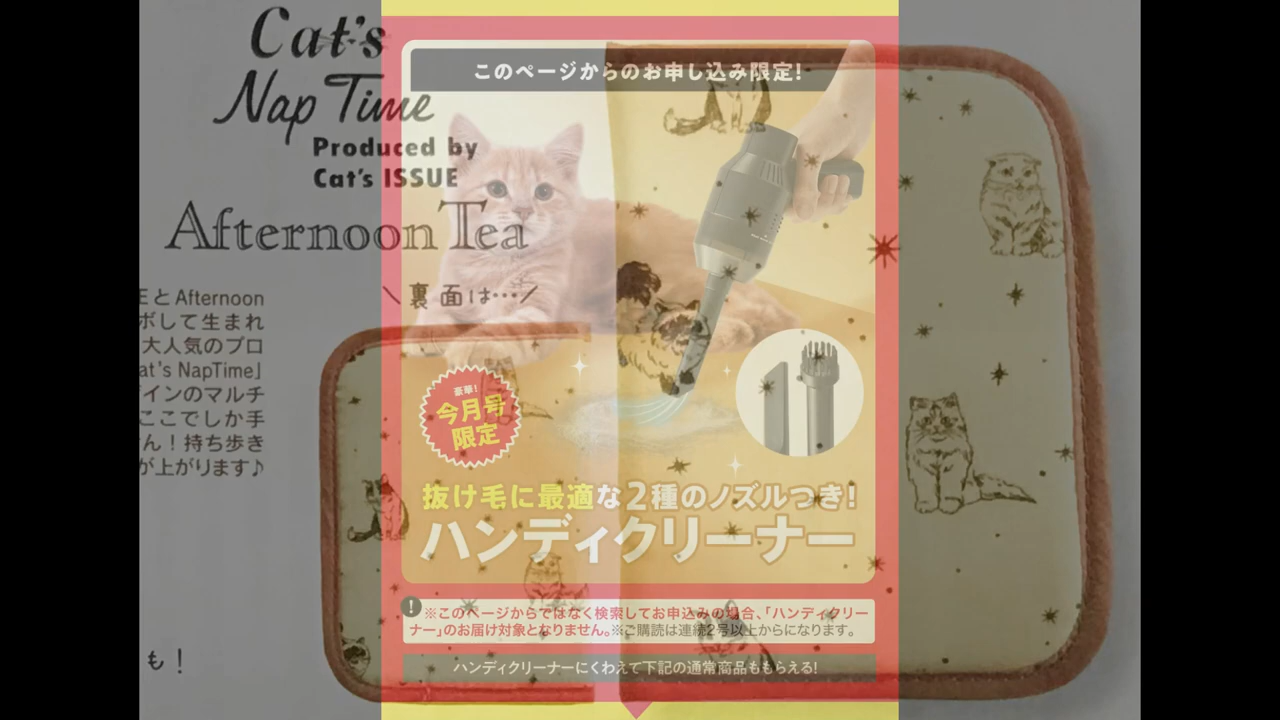 Cat's
Nap Time
Produced by
Cat's ISSUE
Afternoon Tea
＼裏面は…／
EとAfternoon
ボして生まれ
大人気のブロ
at's NapTime」
インのマルチ
ここでしか手
ん！持ち歩き
が上がります♪
も！
このページからのお申し込み限定!
豪華!
今月号
限定
抜け毛に最適な2種のノズルつき!
ハンディクリーナー
! ※このページからではなく検索してお申込みの場合、「ハンディクリー
ナー」のお届け対象となりません。※ご購読は連続2号以上からになります。
ハンディクリーナーにくわえて下記の通常商品ももらえる!